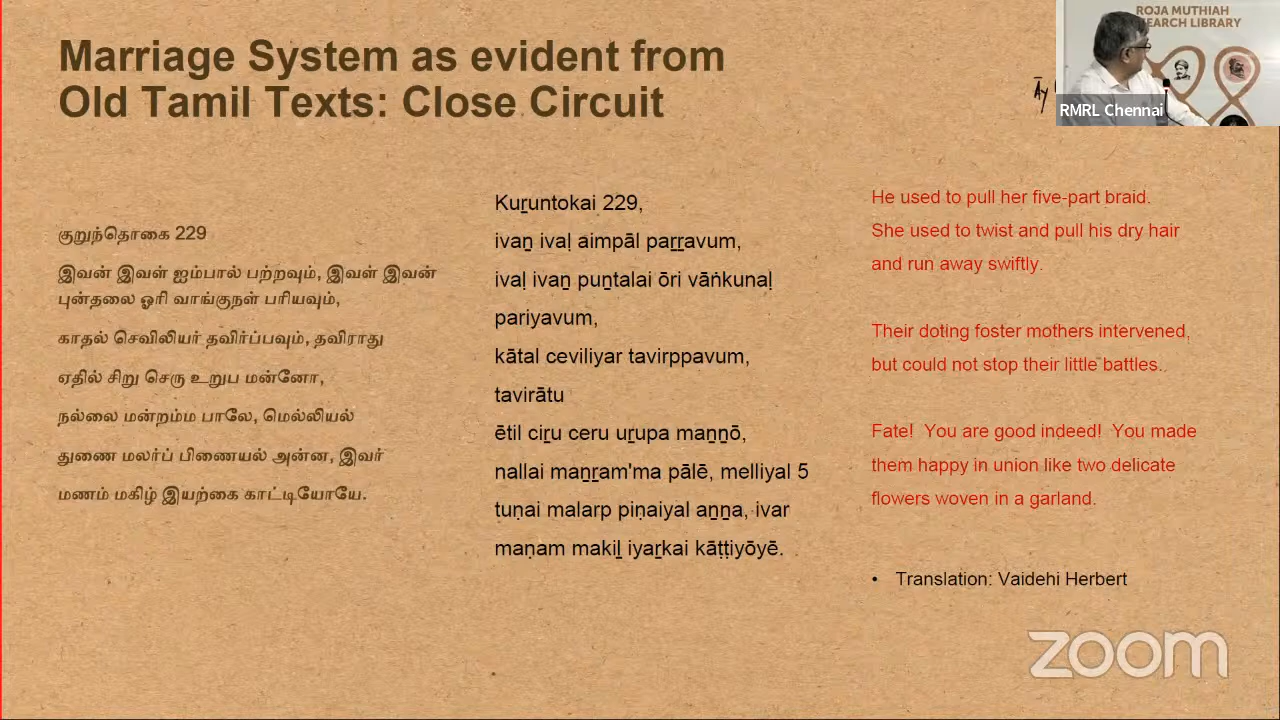 Marriage System as evident from
Old Tamil Texts: Close Circuit
ROJA MUTHIAH
RESEARCH LIBRARY
RMRL Chennai
குறுந்தொகை 229
இவன் இவள் ஐம்பால் பற்றவும், இவள் இவன்
புன்தலை ஓரி வாங்குநள் பரியவும்,
காதல் செவிலியர் தவிர்ப்பவும், தவிராது
ஏதில் சிறு செரு உறுப மன்னோ,
நல்லை மன்றம்ம பாலே, மெல்லியல்
துணை மலர்ப் பிணையல் அன்ன, இவர்
மணம் மகிழ் இயற்கை காட்டியோயே.
Kuṟuntokai 229,
ivaṉ ivaḷ aimpāl paṟṟavum,
ivaḷ ivaṉ puṉtalai ōri vāṅkunaḷ
pariyavum,
kātal ceviliyar tavirppavum,
tavirātu
ētil ciṟu ceru uṟupa maṉṉō,
nallai maṉṟam'ma pālē, melliyal 5
tuṇai malarp piṇaiyal aṉṉa, ivar
maṇam makiḻ iyaṟkai kāṭṭiyōyē.
He used to pull her five-part braid.
She used to twist and pull his dry hair
and run away swiftly.
Their doting foster mothers intervened,
but could not stop their little battles.
Fate! You are good indeed! You made
them happy in union like two delicate
flowers woven in a garland.
• Translation: Vaidehi Herbert
zoom